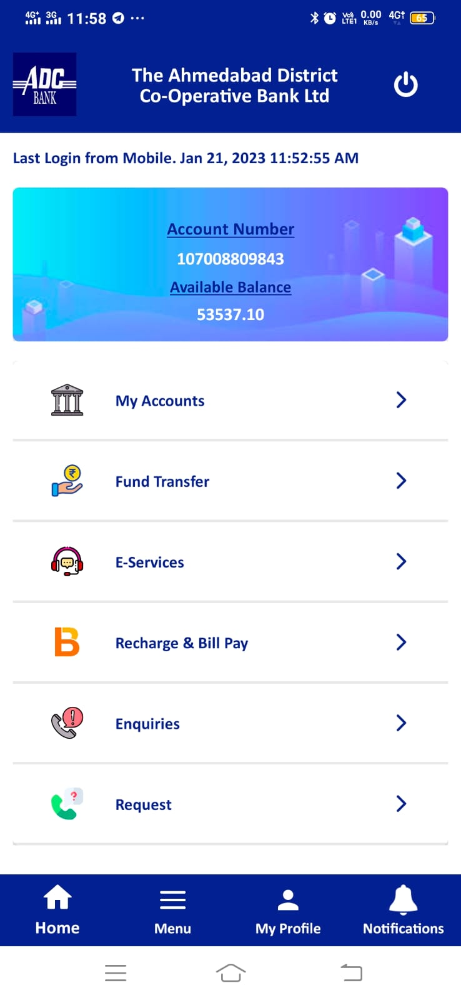 4G+ 3G 11:58 ...
Vo)) LTE1 0.00 KB/s 4G 65
ADC BANK
The Ahmedabad District
Co-Operative Bank Ltd
Last Login from Mobile. Jan 21, 2023 11:52:55 AM
Account Number
107008809843
Available Balance
53537.10
My Accounts
₹
Fund Transfer
E-Services
B
Recharge & Bill Pay
!
Enquiries
?
Request
Home Menu My Profile Notifications